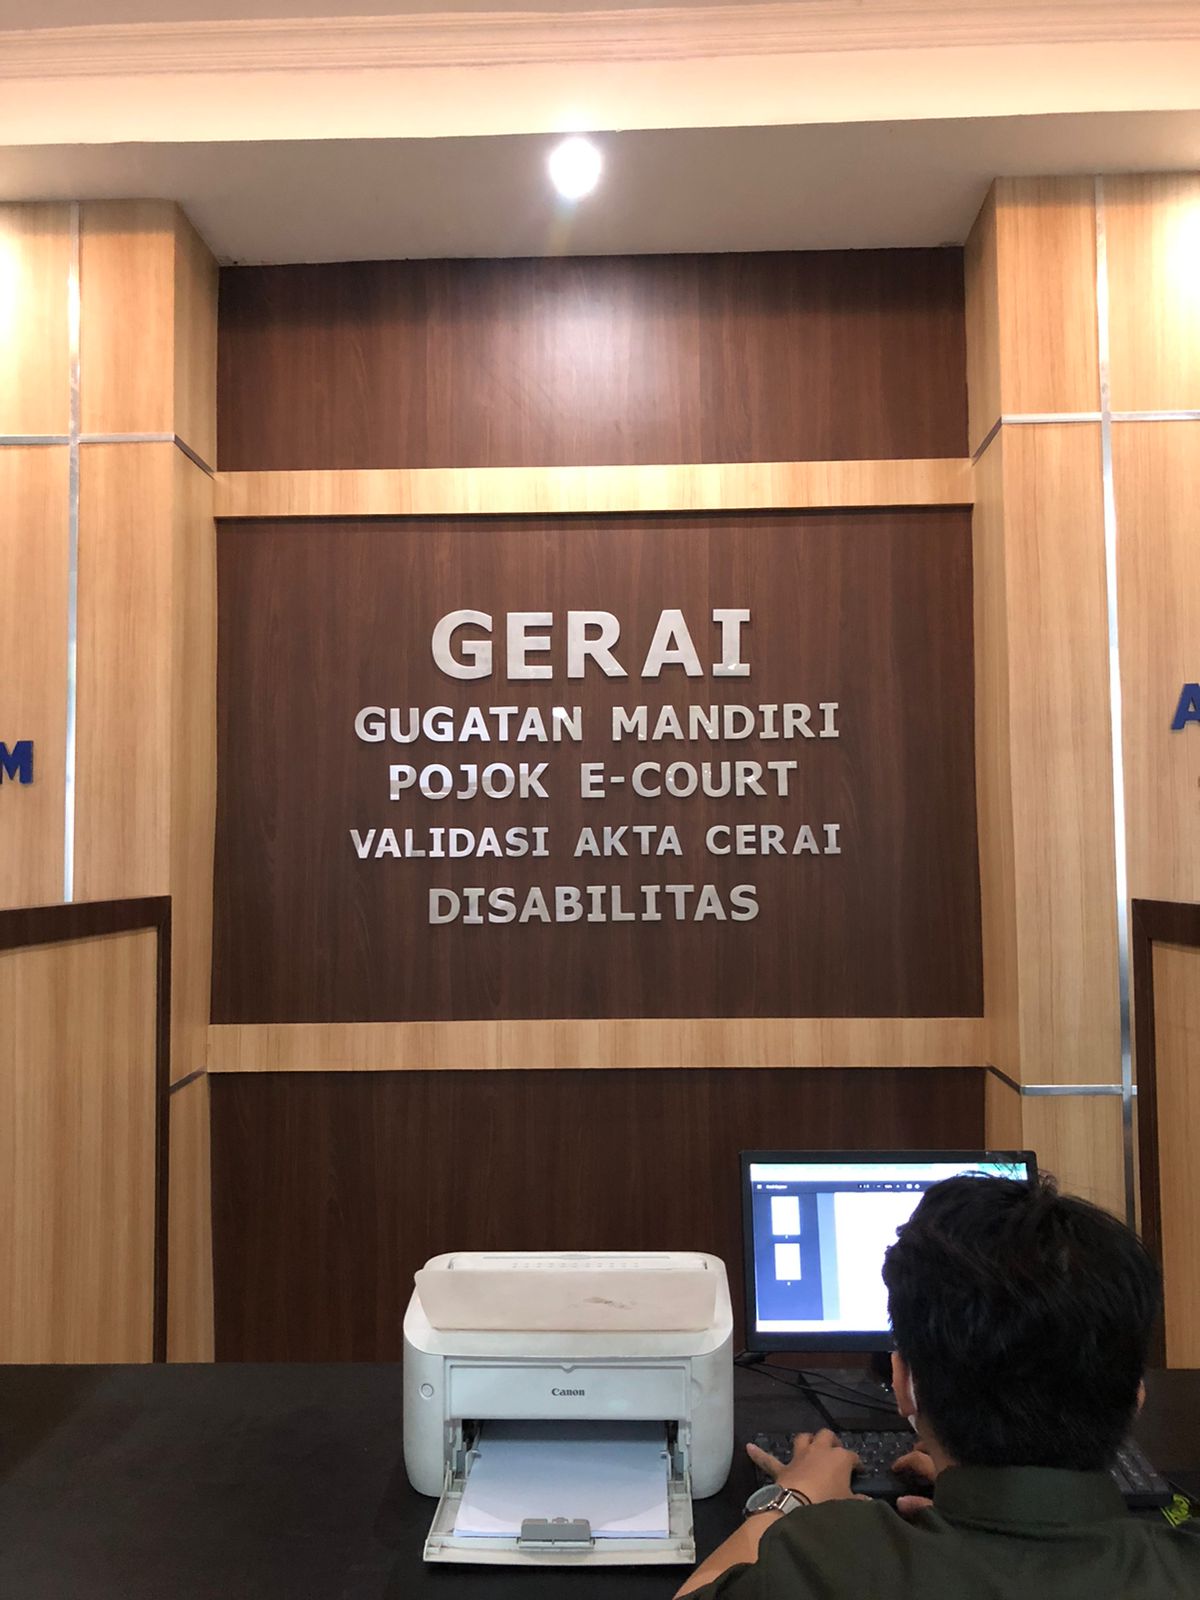 GERAI
GUGATAN MANDIRI
POJOK E-COURT
VALIDASI AKTA CERAI
DISABILITAS
Canon